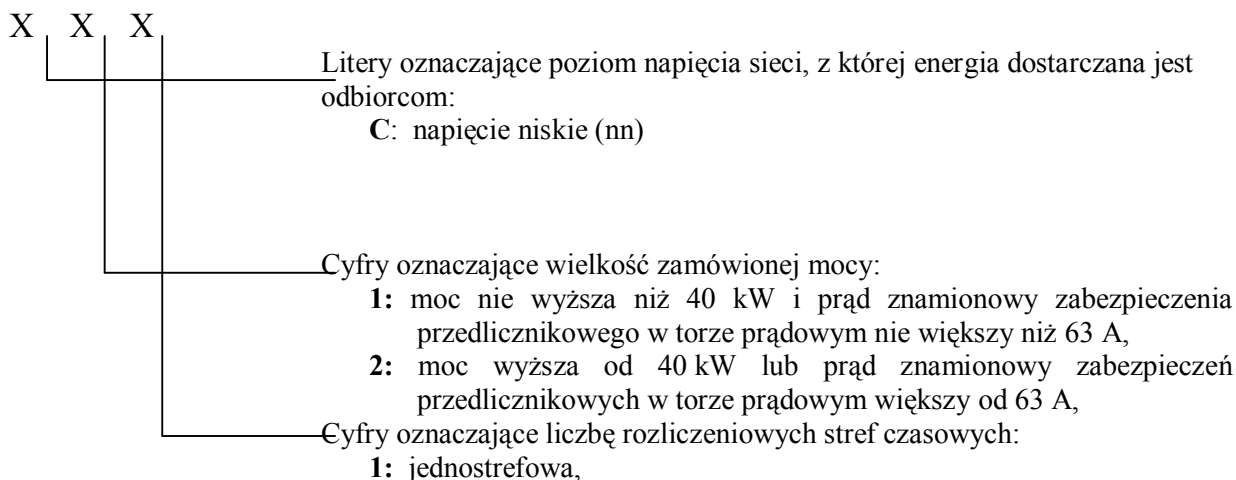 X X X
Litery oznaczające poziom napięcia sieci, z której energia dostarczana jest
odbiorcom:
C: napięcie niskie (nn)
Cyfry oznaczające wielkość zamówionej mocy:
1: moc nie wyższa niż 40 kW i prąd znamionowy zabezpieczenia
przedlicznikowego w torze prądowym nie większy niż 63 A,
2: moc wyższa od 40 kW lub prąd znamionowy zabezpieczeń
przedlicznikowych w torze prądowym większy od 63 A,
Cyfry oznaczające liczbę rozliczeniowych stref czasowych:
1: jednostrefowa,